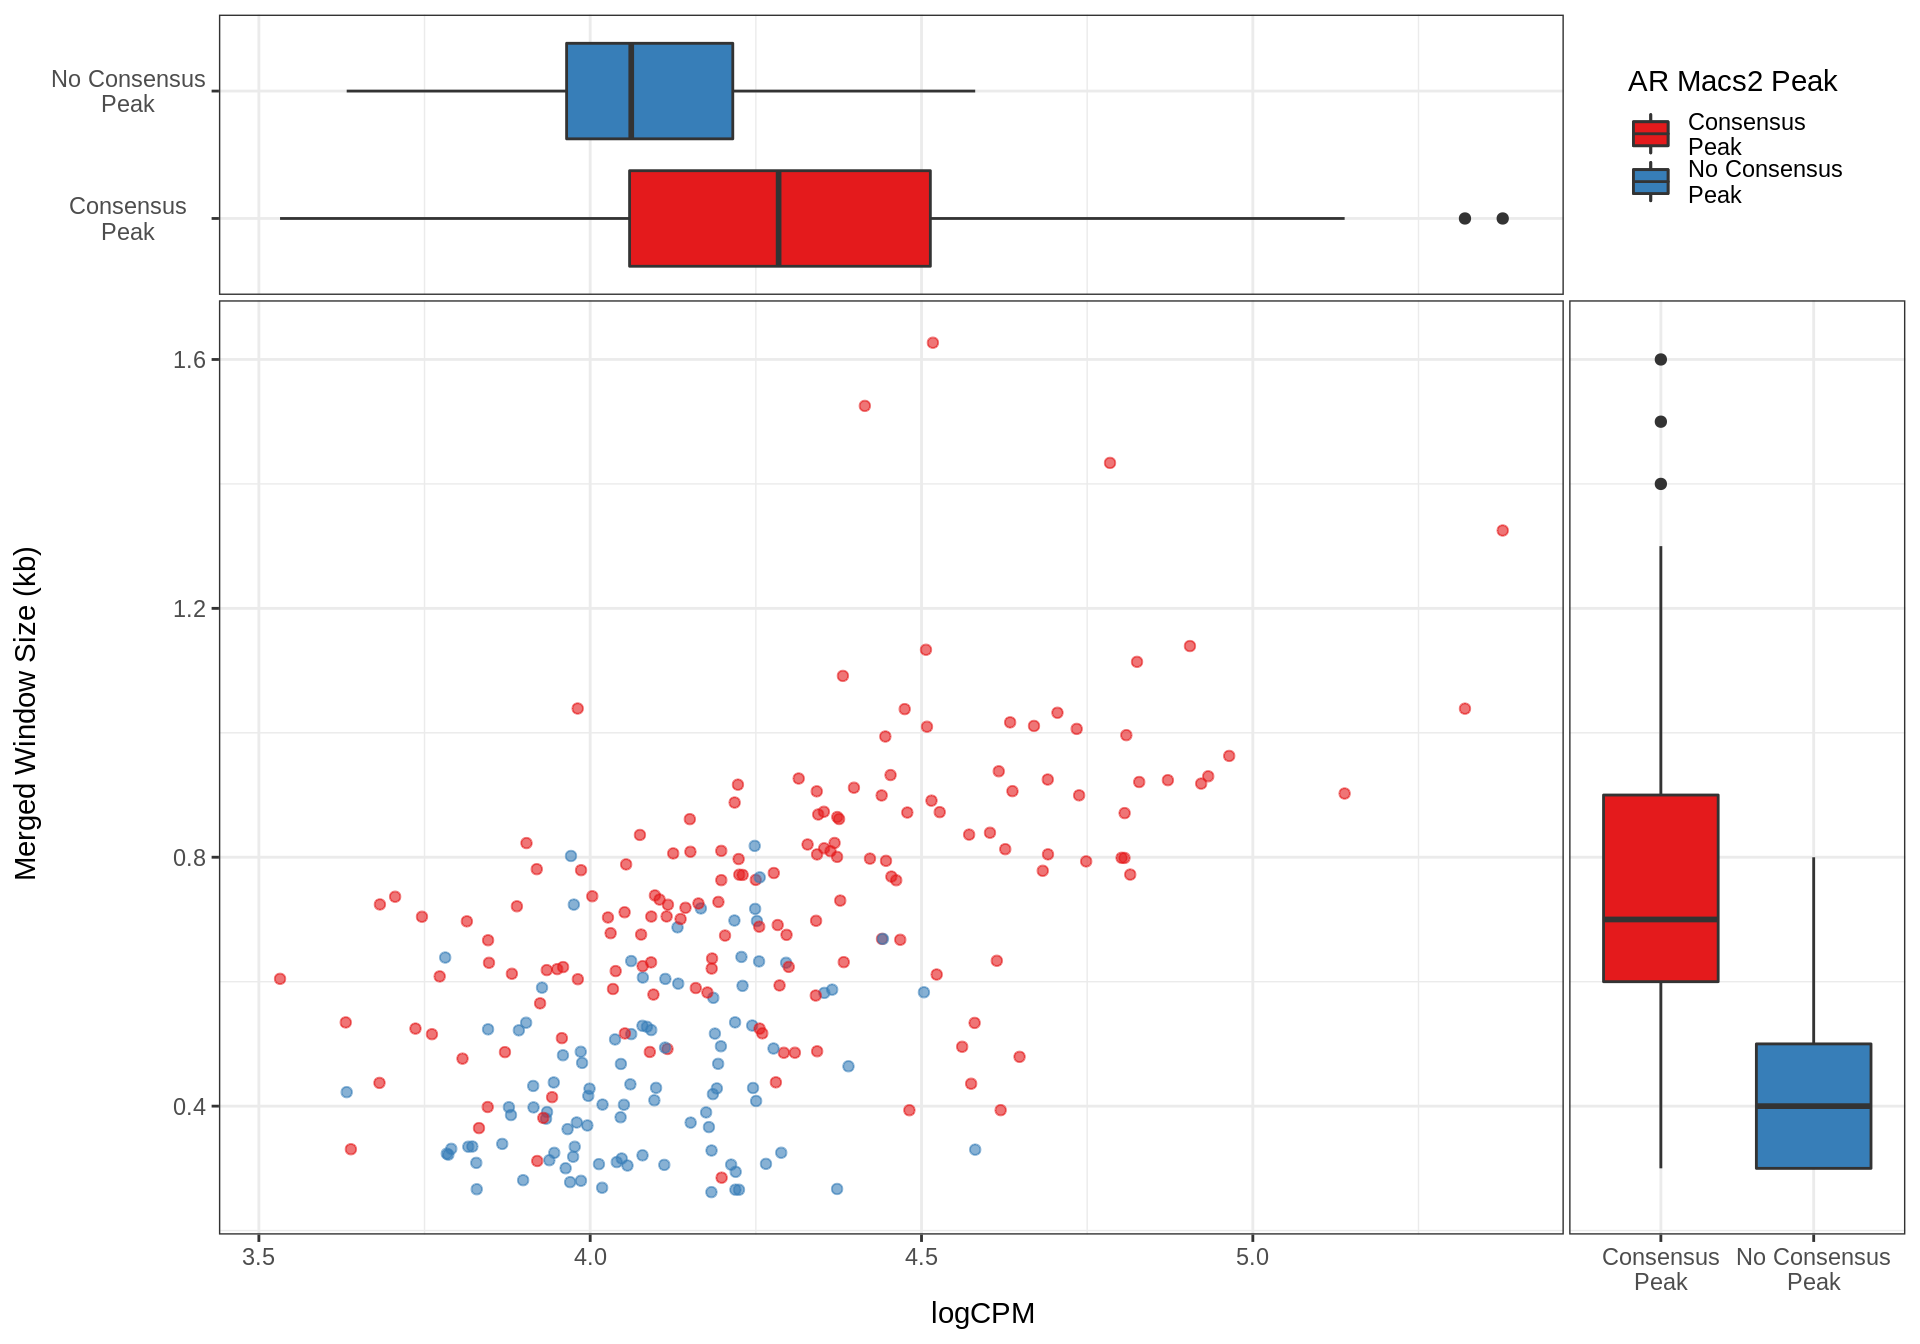 No Consensus
Peak
Consensus
Peak
AR Macs2 Peak
Consensus
Peak
No Consensus
Peak
1.6
1.2
0.8
0.4
Merged Window Size (kb)
3.5
4.0
4.5
5.0
logCPM
Consensus
Peak
No Consensus
Peak